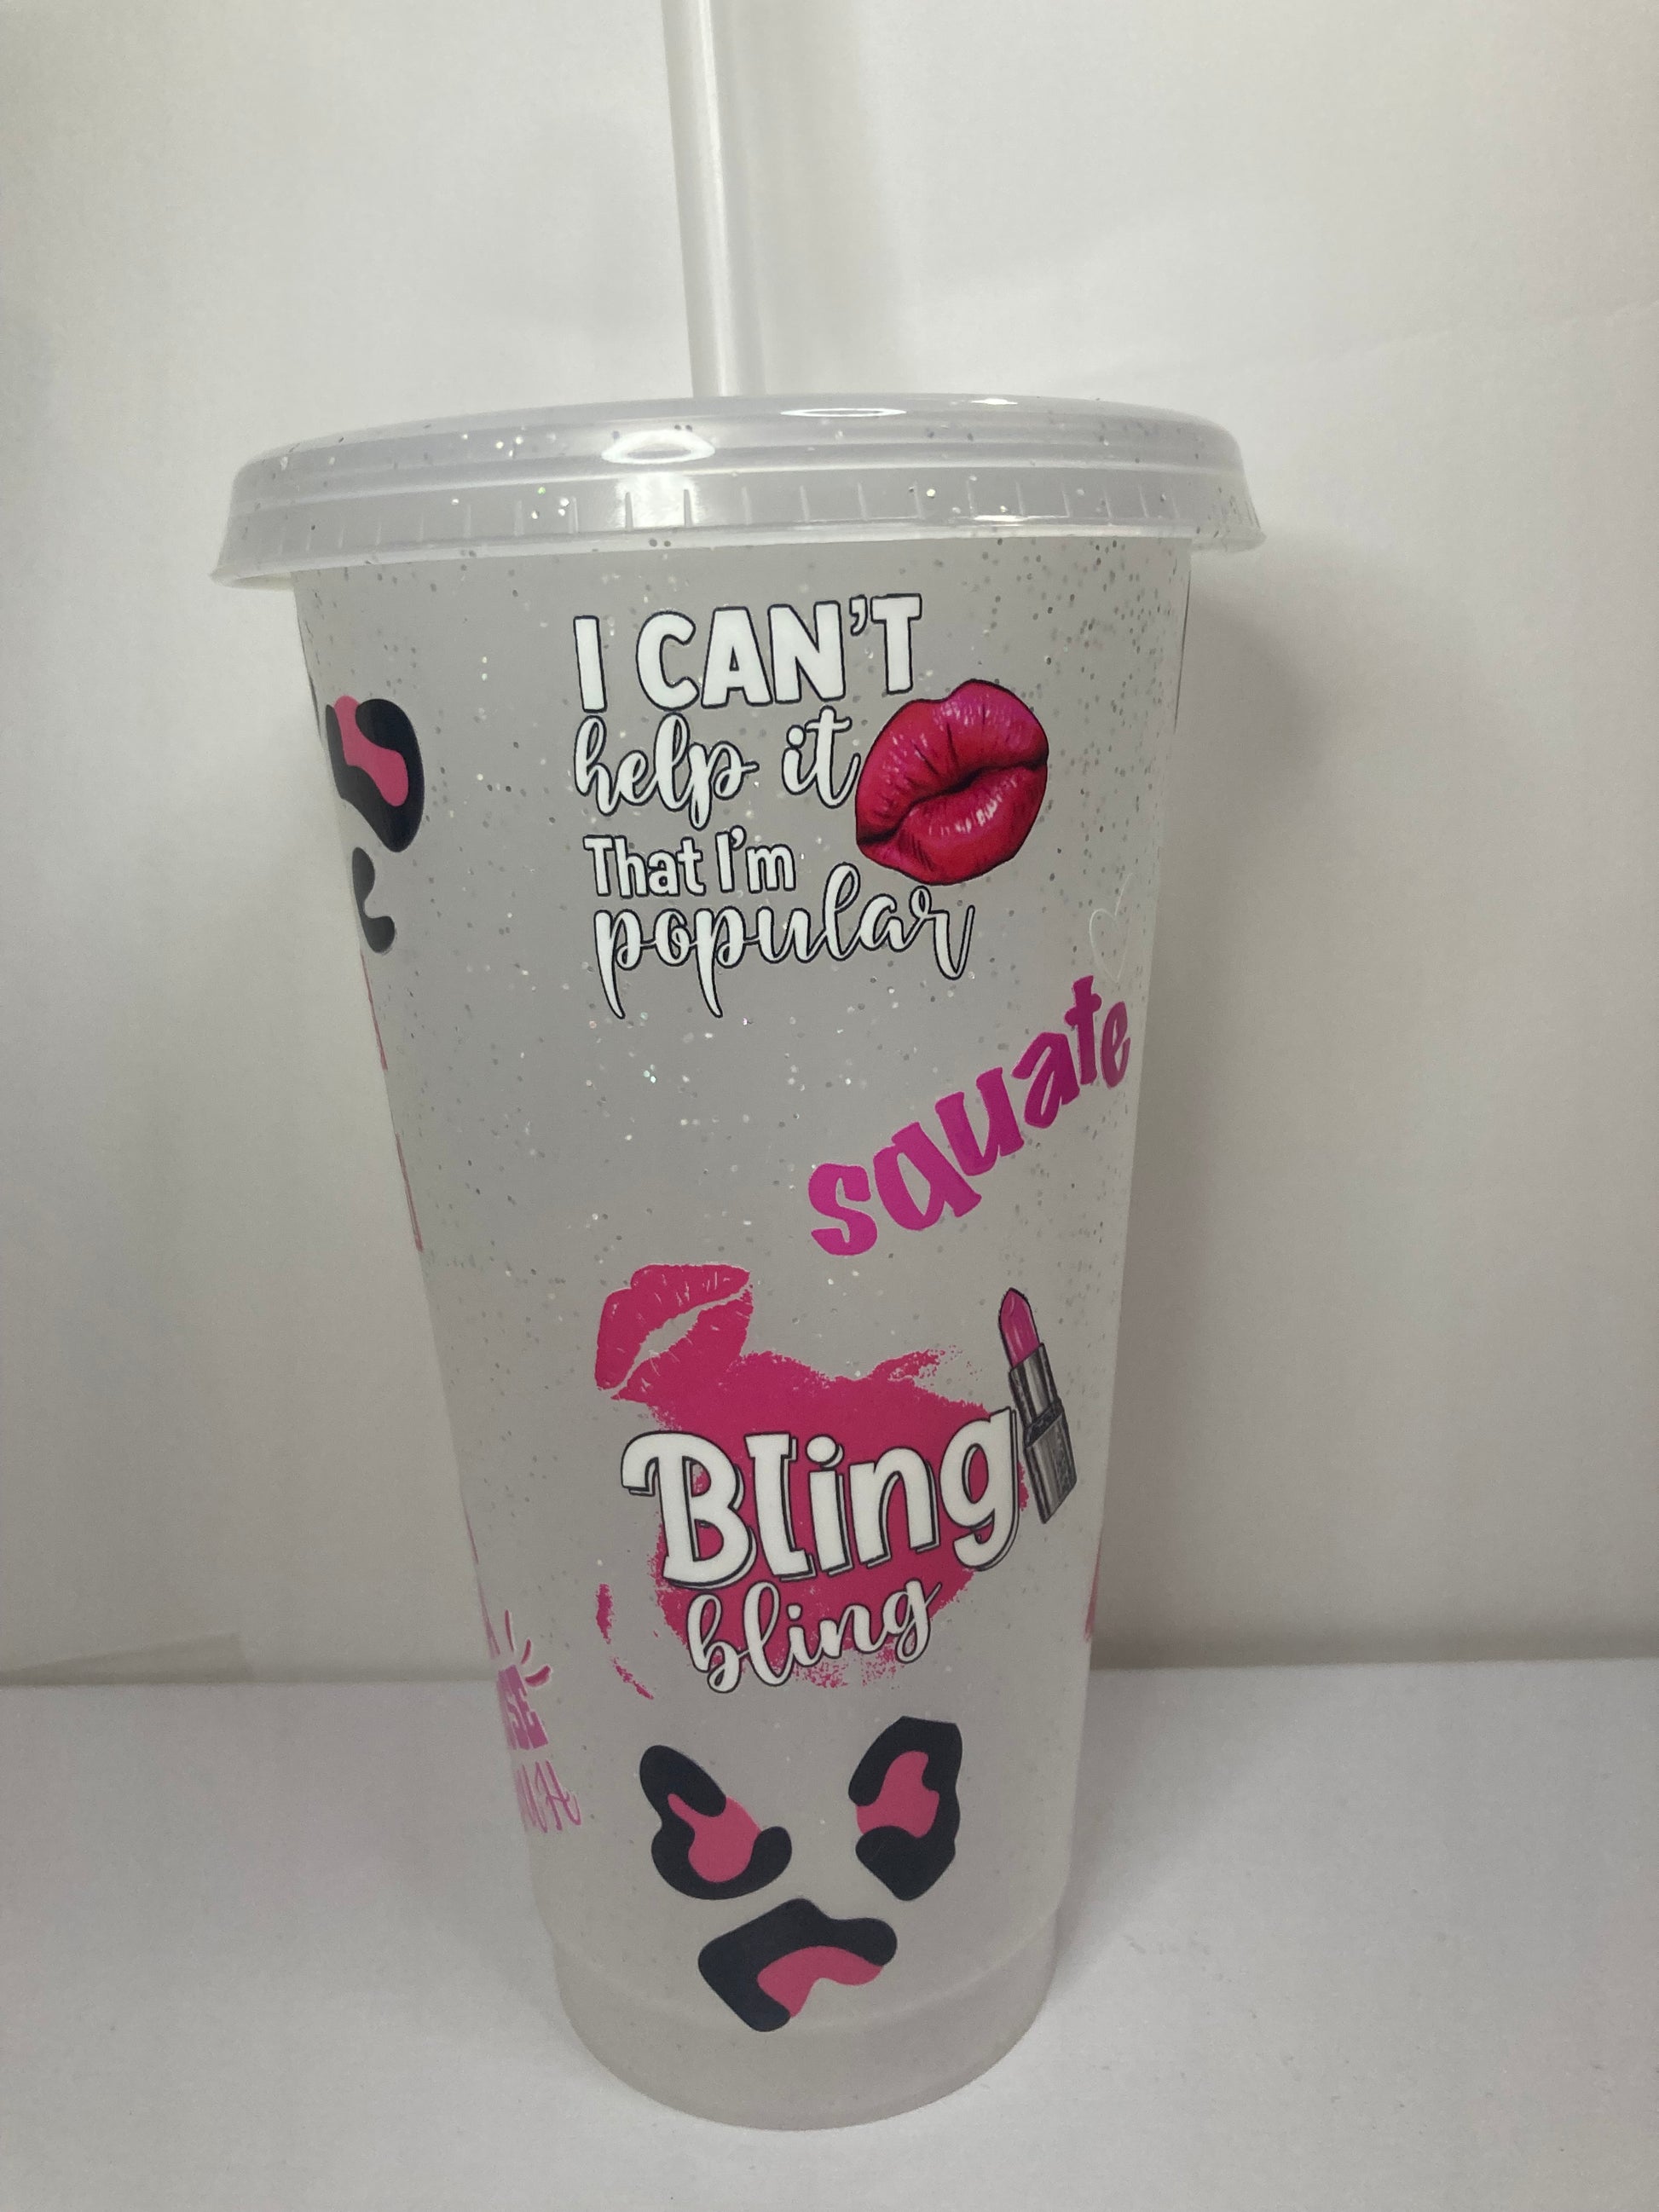 I CAN'T
help it
That I'm
popular
squate
Bling
bling